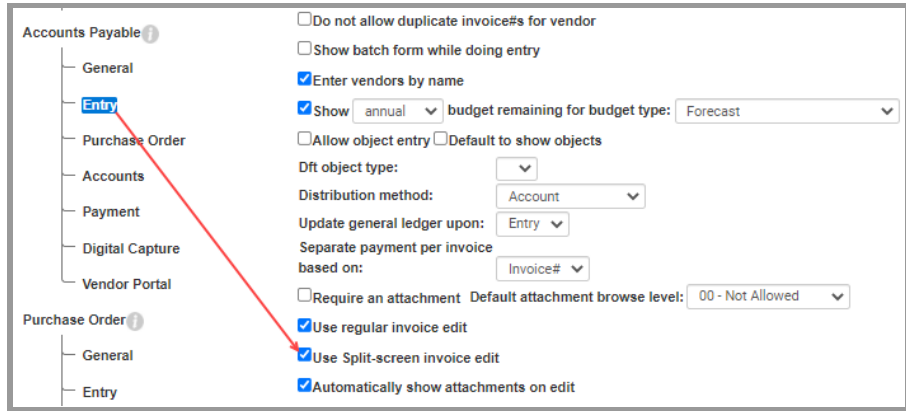 Accounts Payable
General
Entry
Purchase Order
Accounts
Payment
Digital Capture
Vendor Portal
Purchase Order
General
Entry
Do not allow duplicate invoice#s for vendor
Show batch form while doing entry
Enter vendors by name
Show annual budget remaining for budget type: Forecast
Allow object entry Default to show objects
Dft object type:
Distribution method: Account
Update general ledger upon: Entry
Separate payment per invoice
based on: Invoice#
Require an attachment Default attachment browse level: 00 - Not Allowed
Use regular invoice edit
Use Split-screen invoice edit
Automatically show attachments on edit